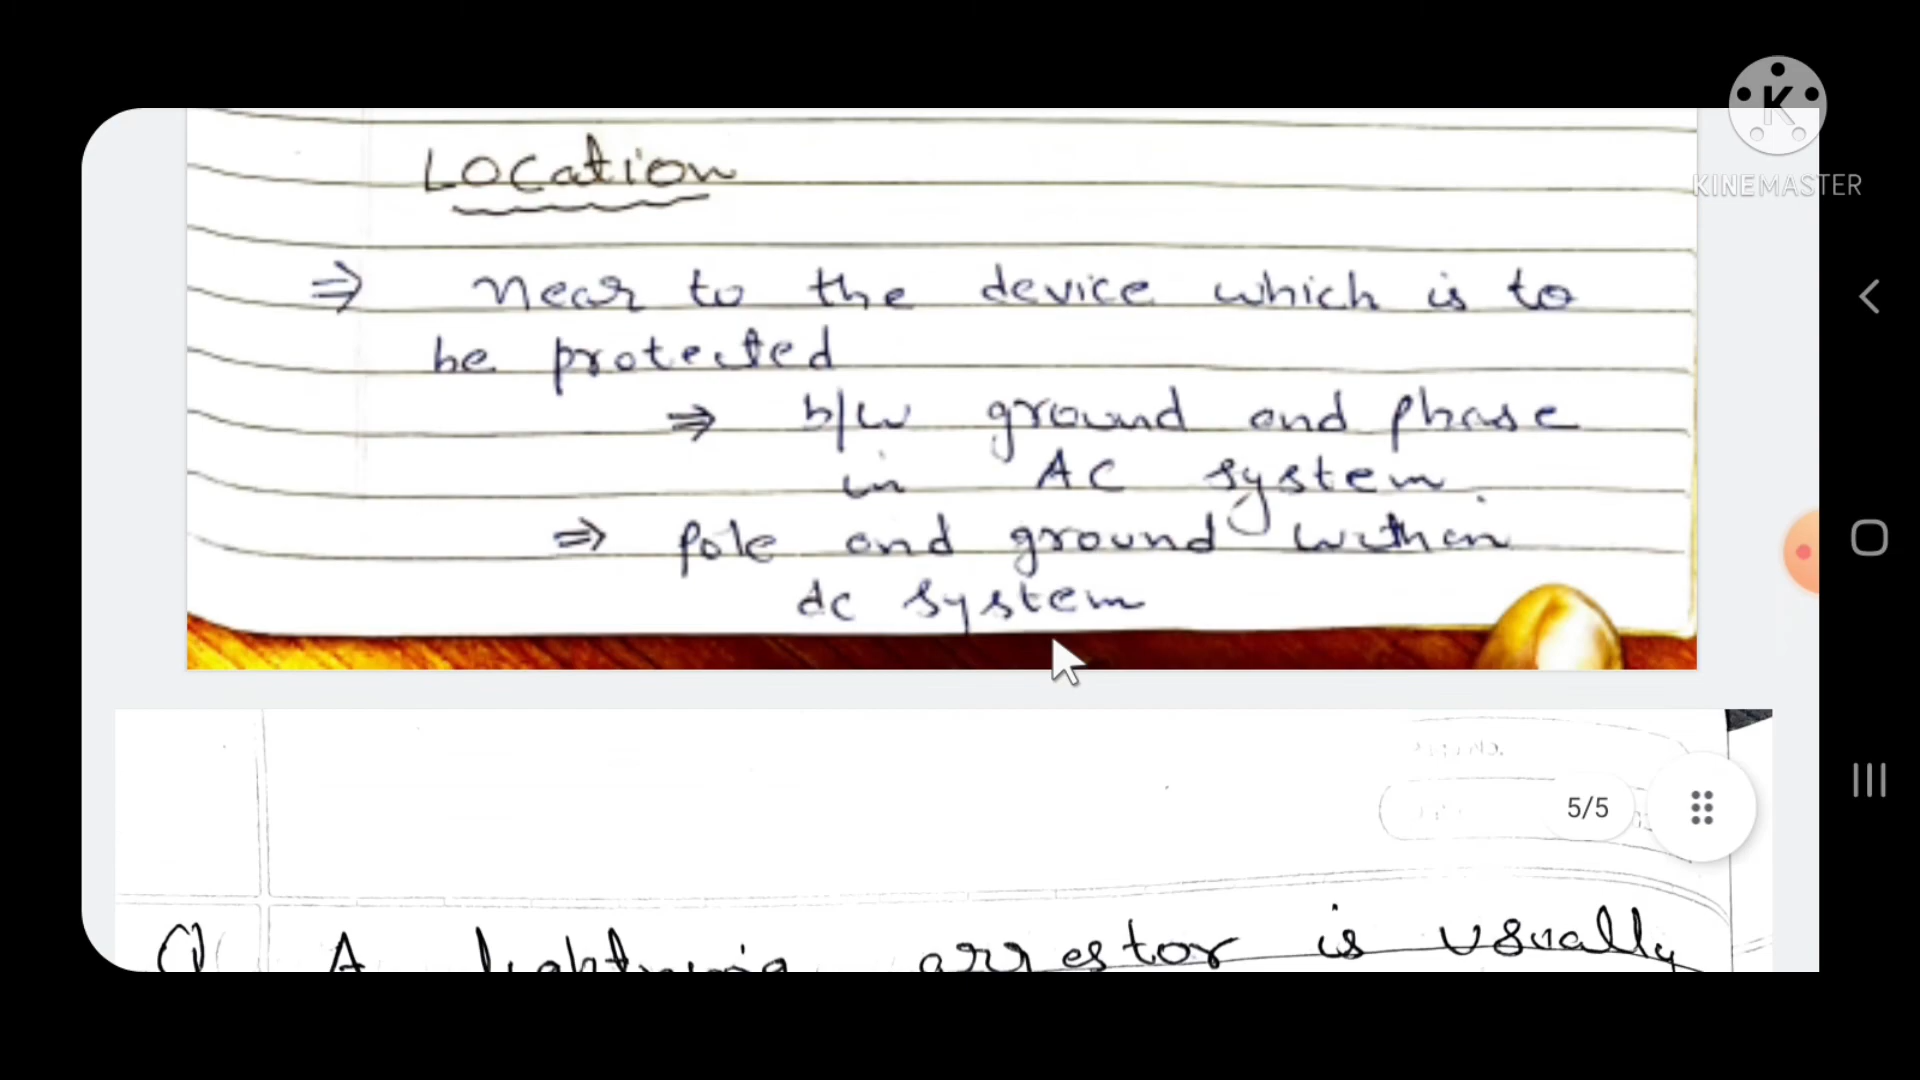 K
KINEMASTER
Location
⇒ near to the device which is to
be protected
⇒ b/w ground and phase
in AC system.
⇒ pole and ground within
dc system
5/5
Q A lightning arrestor is usually